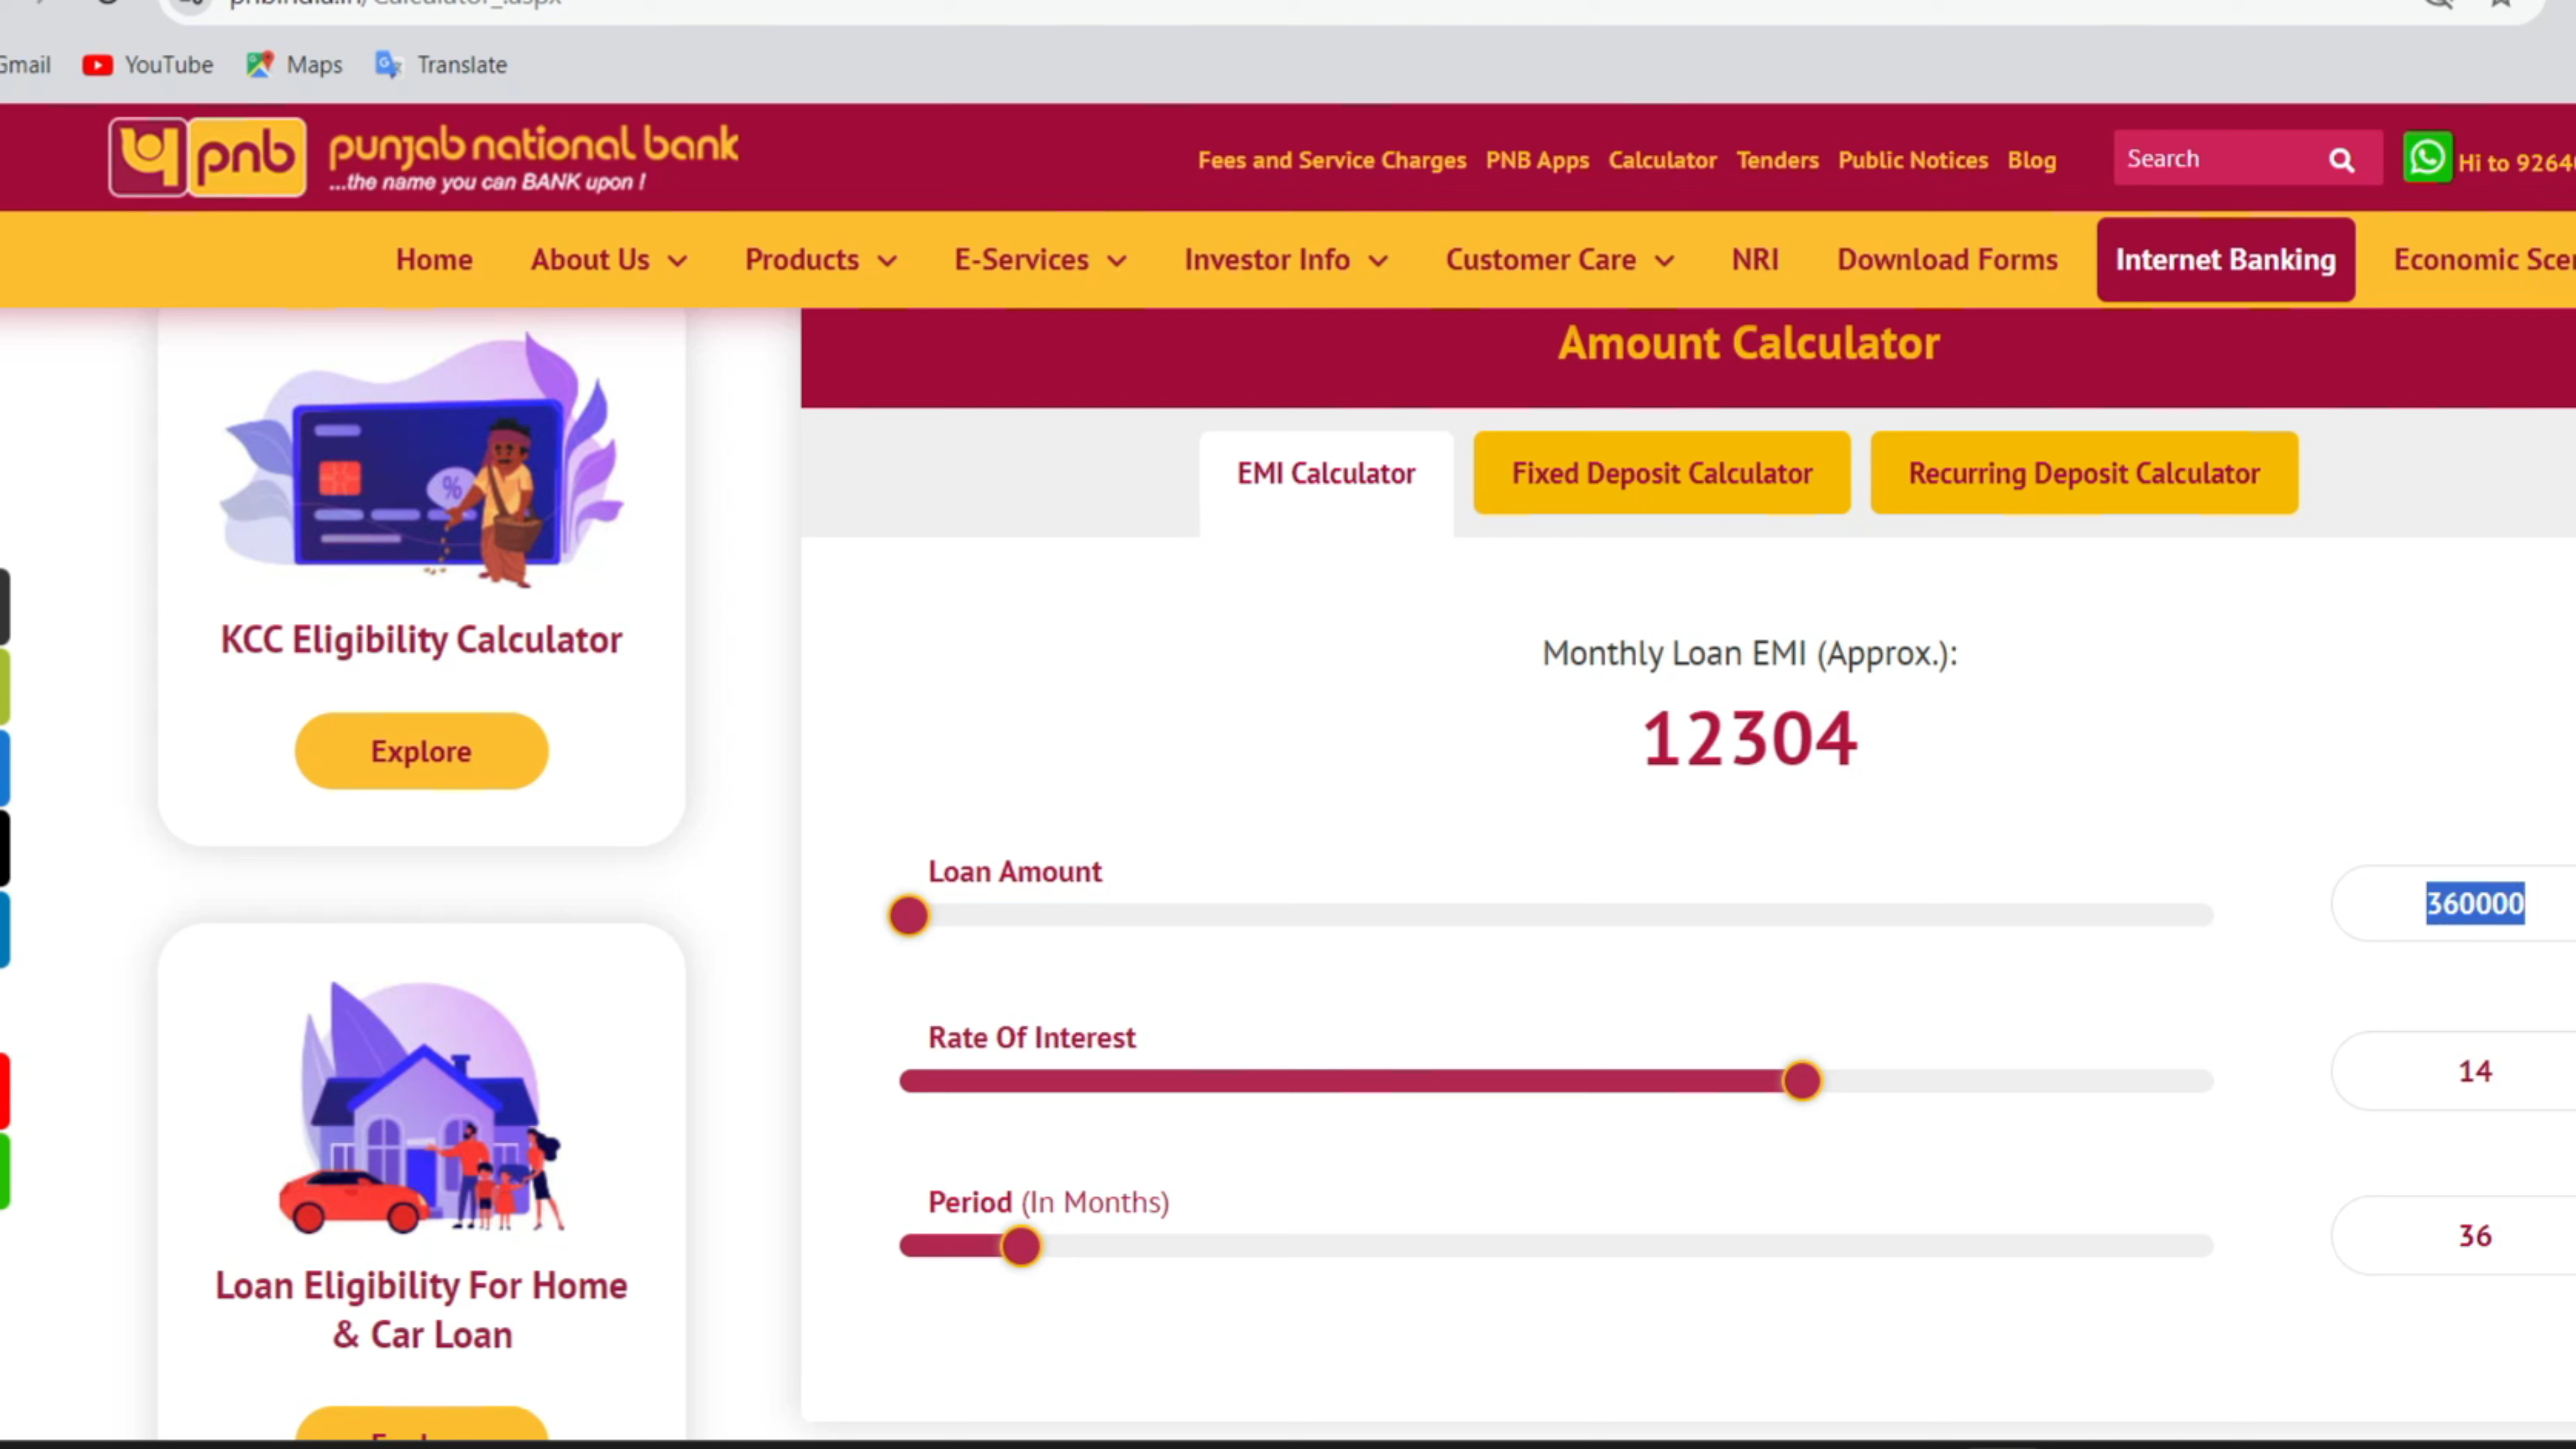 Gmail YouTube Maps Translate
पं pnb punjab national bank
...the name you can BANK upon !
Fees and Service Charges PNB Apps Calculator Tenders Public Notices Blog Search Hi to 9264
Home About Us Products E-Services Investor Info Customer Care NRI Download Forms Internet Banking Economic
Amount Calculator
EMI Calculator Fixed Deposit Calculator Recurring Deposit Calculator
%
KCC Eligibility Calculator
Explore
Monthly Loan EMI (Approx.):
12304
Loan Amount
360000
Rate Of Interest
14
Period (In Months)
36
Loan Eligibility For Home
& Car Loan